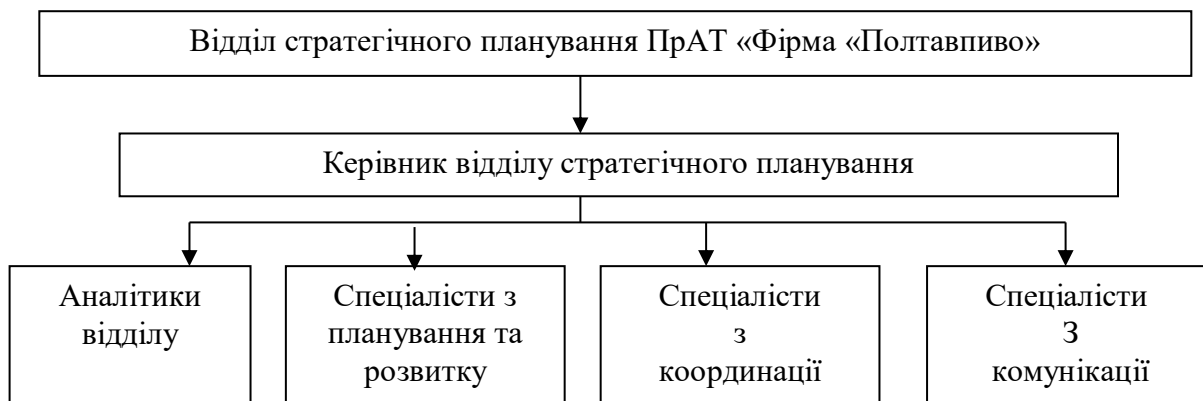 Відділ стратегічного планування ПрАТ «Фірма «Полтавпиво»
Керівник відділу стратегічного планування
Аналітики
відділу
Спеціалісти з
планування та
розвитку
Спеціалісти
з
координації
Спеціалісти
З
комунікації